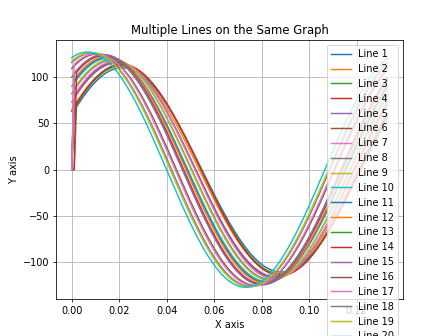 Multiple Lines on the Same Graph
Line 1
Line 2
Line 3
Line 4
Line 5
Line 6
Line 7
Line 8
Line 9
Line 10
Line 11
Line 12
Line 13
Line 14
Line 15
Line 16
Line 17
Line 18
Line 19
Line 20
100
50
0
−50
−100
Y axis
0.00 0.02 0.04 0.06 0.08 0.10
X axis